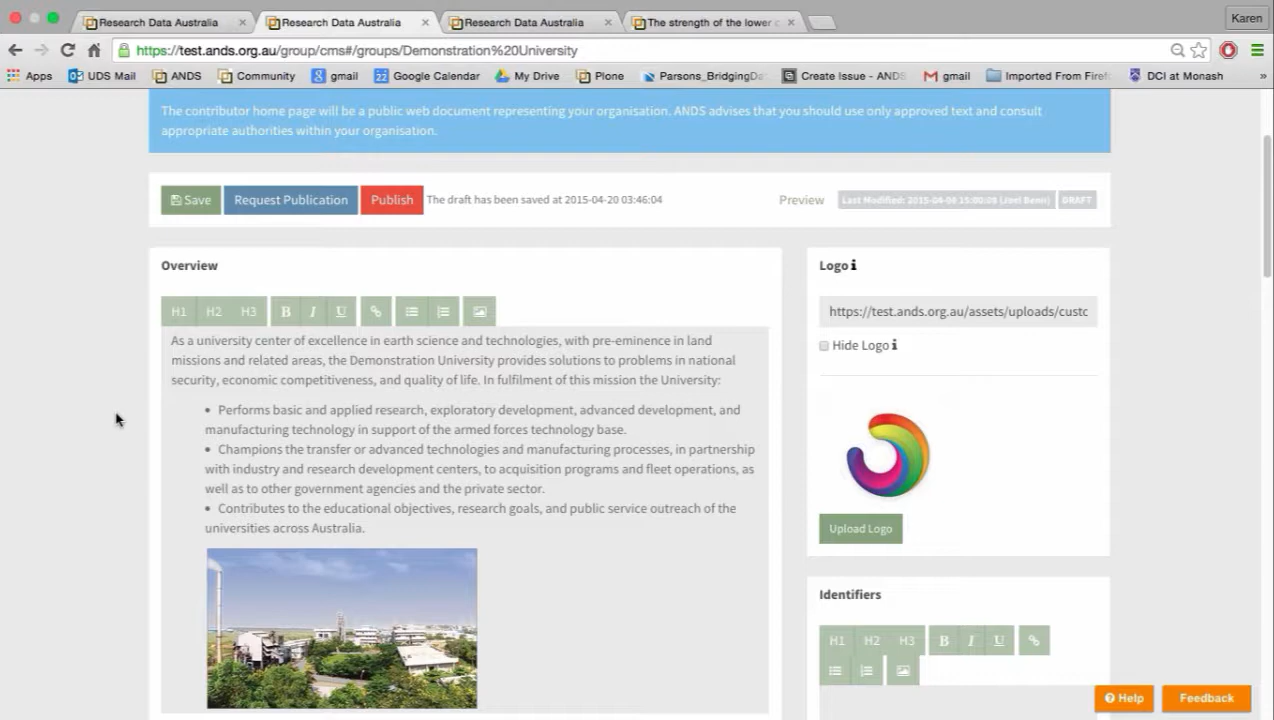 Research Data Australia
Research Data Australia
Research Data Australia
The strength of the lower
Karen
https://test.ands.org.au/group/cms#/groups/Demonstration%20University
Apps
UDS Mail
ANDS
Community
gmail
Google Calendar
My Drive
Plone
Parsons_BridgingDa
Create Issue - ANDS
gmail
Imported From Firef
DCI at Monash
»
The contributor home page will be a public web document representing your organisation. ANDS advises that you should use only approved text and consult
appropriate authorities within your organisation.
Save
Request Publication
Publish
The draft has been saved at 2015-04-20 03:46:04
Preview
(Joel Benn)
DRAFT
Overview
H1 H2 H3 B I U
As a university center of excellence in earth science and technologies, with pre-eminence in land
missions and related areas, the Demonstration University provides solutions to problems in national
security, economic competitiveness, and quality of life. In fulfilment of this mission the University:
• Performs basic and applied research, exploratory development, advanced development, and
manufacturing technology in support of the armed forces technology base.
• Champions the transfer or advanced technologies and manufacturing processes, in partnership
with industry and research development centers, to acquisition programs and fleet operations, as
well as to other government agencies and the private sector.
• Contributes to the educational objectives, research goals, and public service outreach of the
universities across Australia.
Logo
https://test.ands.org.au/assets/uploads/custc
Hide Logo
Upload Logo
Identifiers
H1 H2 H3 B I U
Help
Feedback